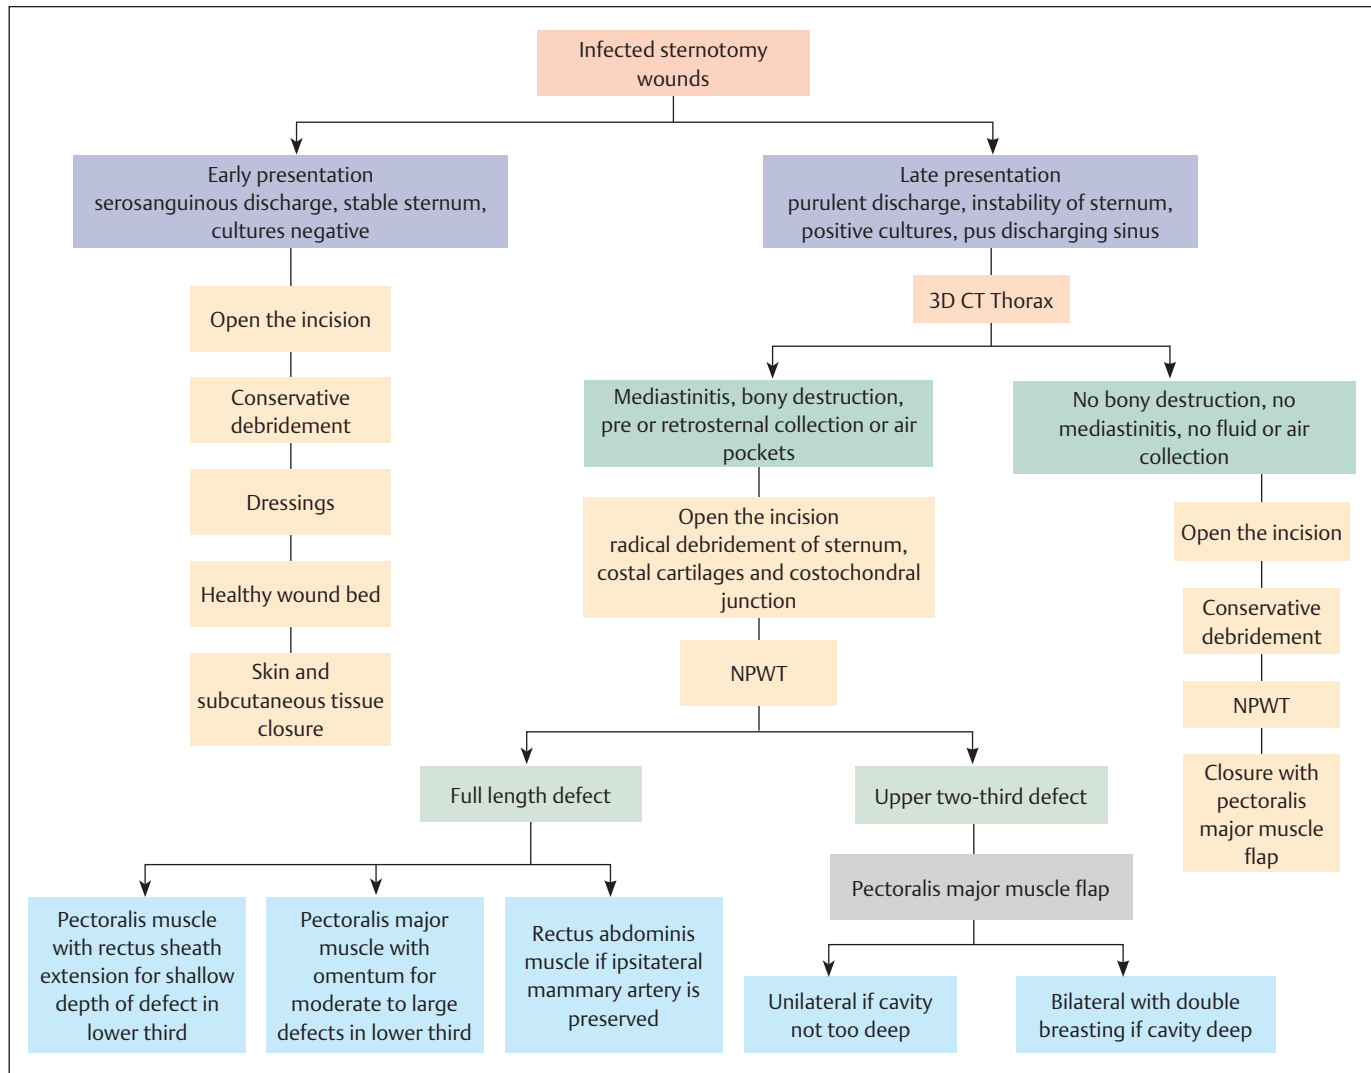 Infected sternotomy
wounds
Early presentation
serosanguinous discharge, stable sternum,
cultures negative
Late presentation
purulent discharge, instability of sternum,
positive cultures, pus discharging sinus
Open the incision
Conservative
debridement
Dressings
Healthy wound bed
Skin and
subcutaneous tissue
closure
3D CT Thorax
Mediastinitis, bony destruction,
pre or retrosternal collection or air
pockets
No bony destruction, no
mediastinitis, no fluid or air
collection
Open the incision
radical debridement of sternum,
costal cartilages and costochondral
junction
NPWT
Open the incision
Conservative
debridement
NPWT
Closure with
pectoralis
major muscle
flap
Full length defect
Upper two-third defect
Pectoralis muscle
with rectus sheath
extension for shallow
depth of defect in
lower third
Pectoralis major
muscle with
omentum for
moderate to large
defects in lower third
Rectus abdominis
muscle if ipsitateral
mammary artery is
preserved
Pectoralis major muscle flap
Unilateral if cavity
not too deep
Bilateral with double
breasting if cavity deep